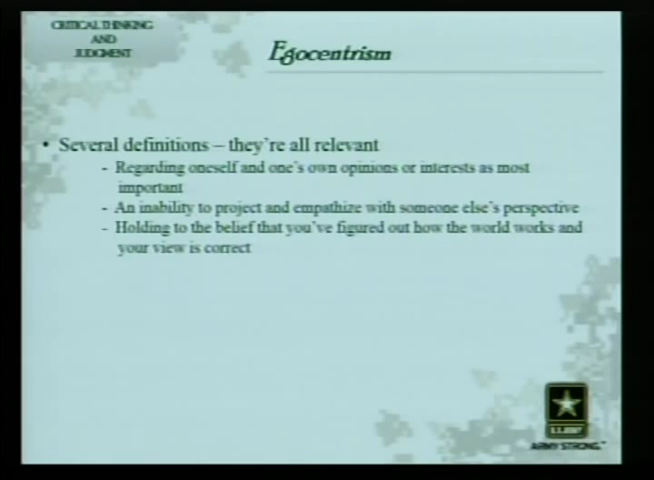 CRITICAL THINKING
AND
JUDGMENT
Egocentrism
• Several definitions – they're all relevant
- Regarding oneself and one's own opinions or interests as most
important
- An inability to project and empathize with someone else's perspective
- Holding to the belief that you've figured out how the world works and
your view is correct
U.S. ARMY
ARMY STRONG.™